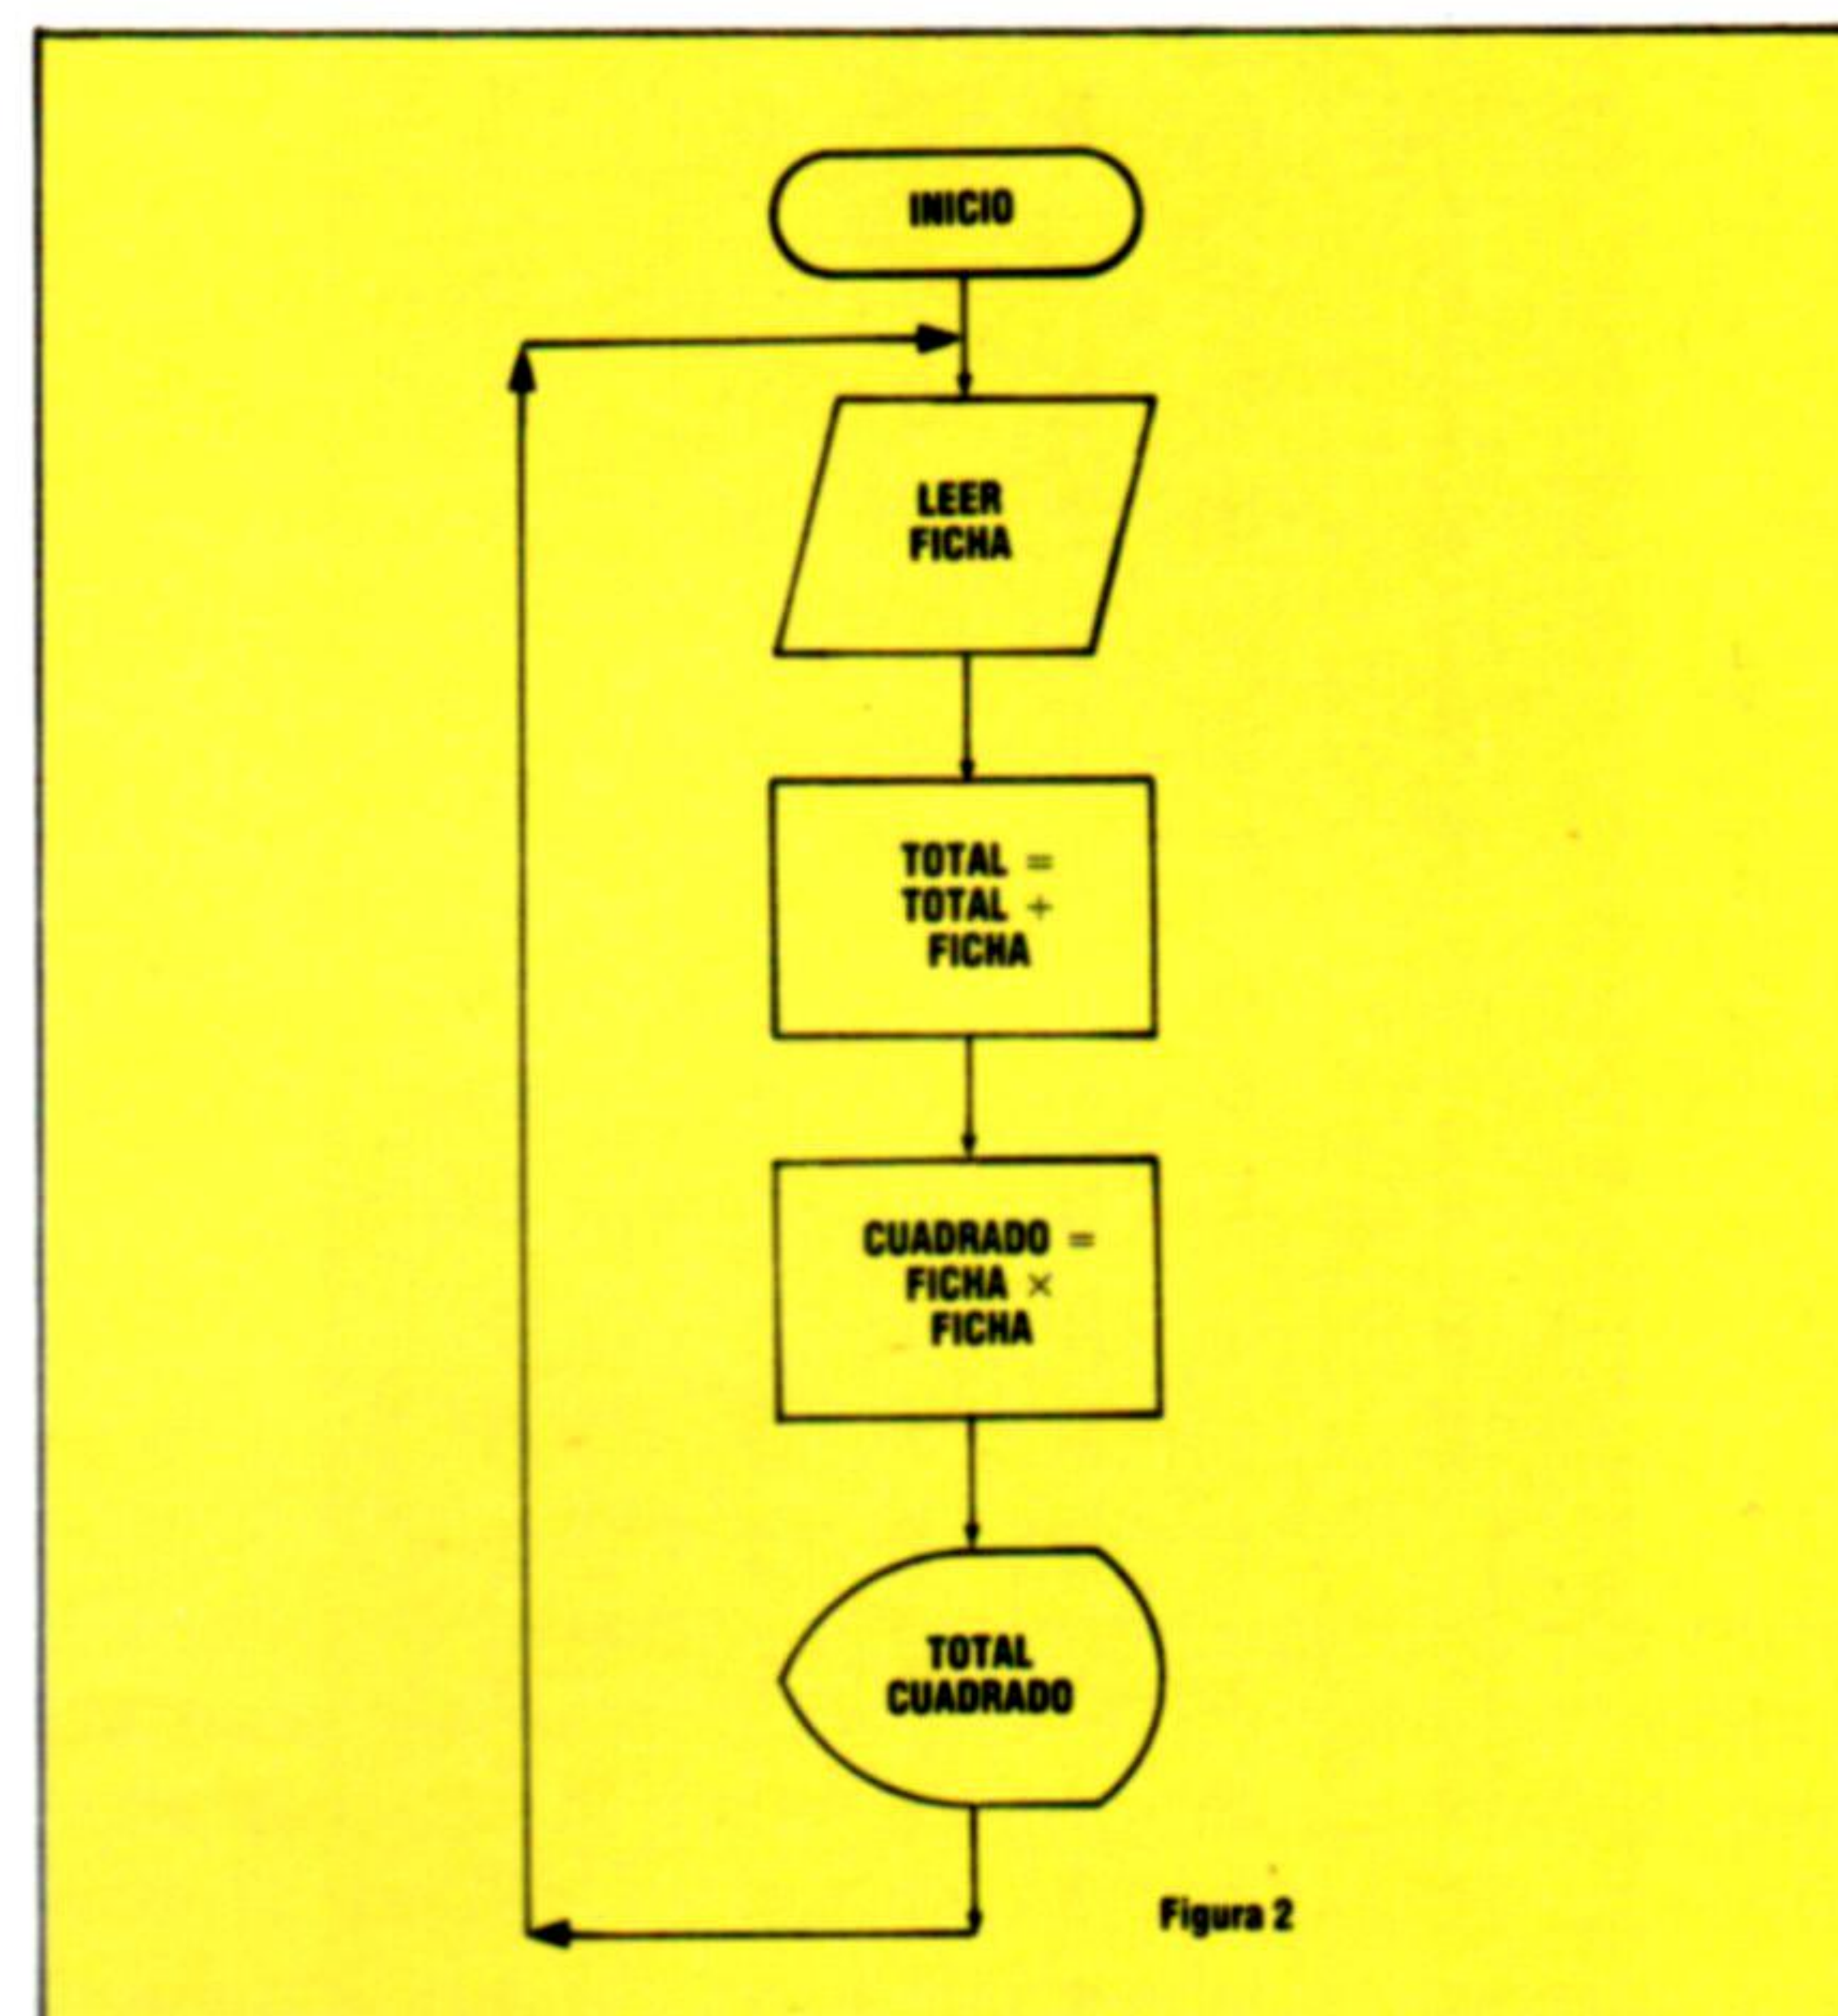 INICIO
LEER
FICHA
TOTAL =
TOTAL +
FICHA
CUADRADO =
FICHA ×
FICHA
TOTAL
CUADRADO
Figura 2